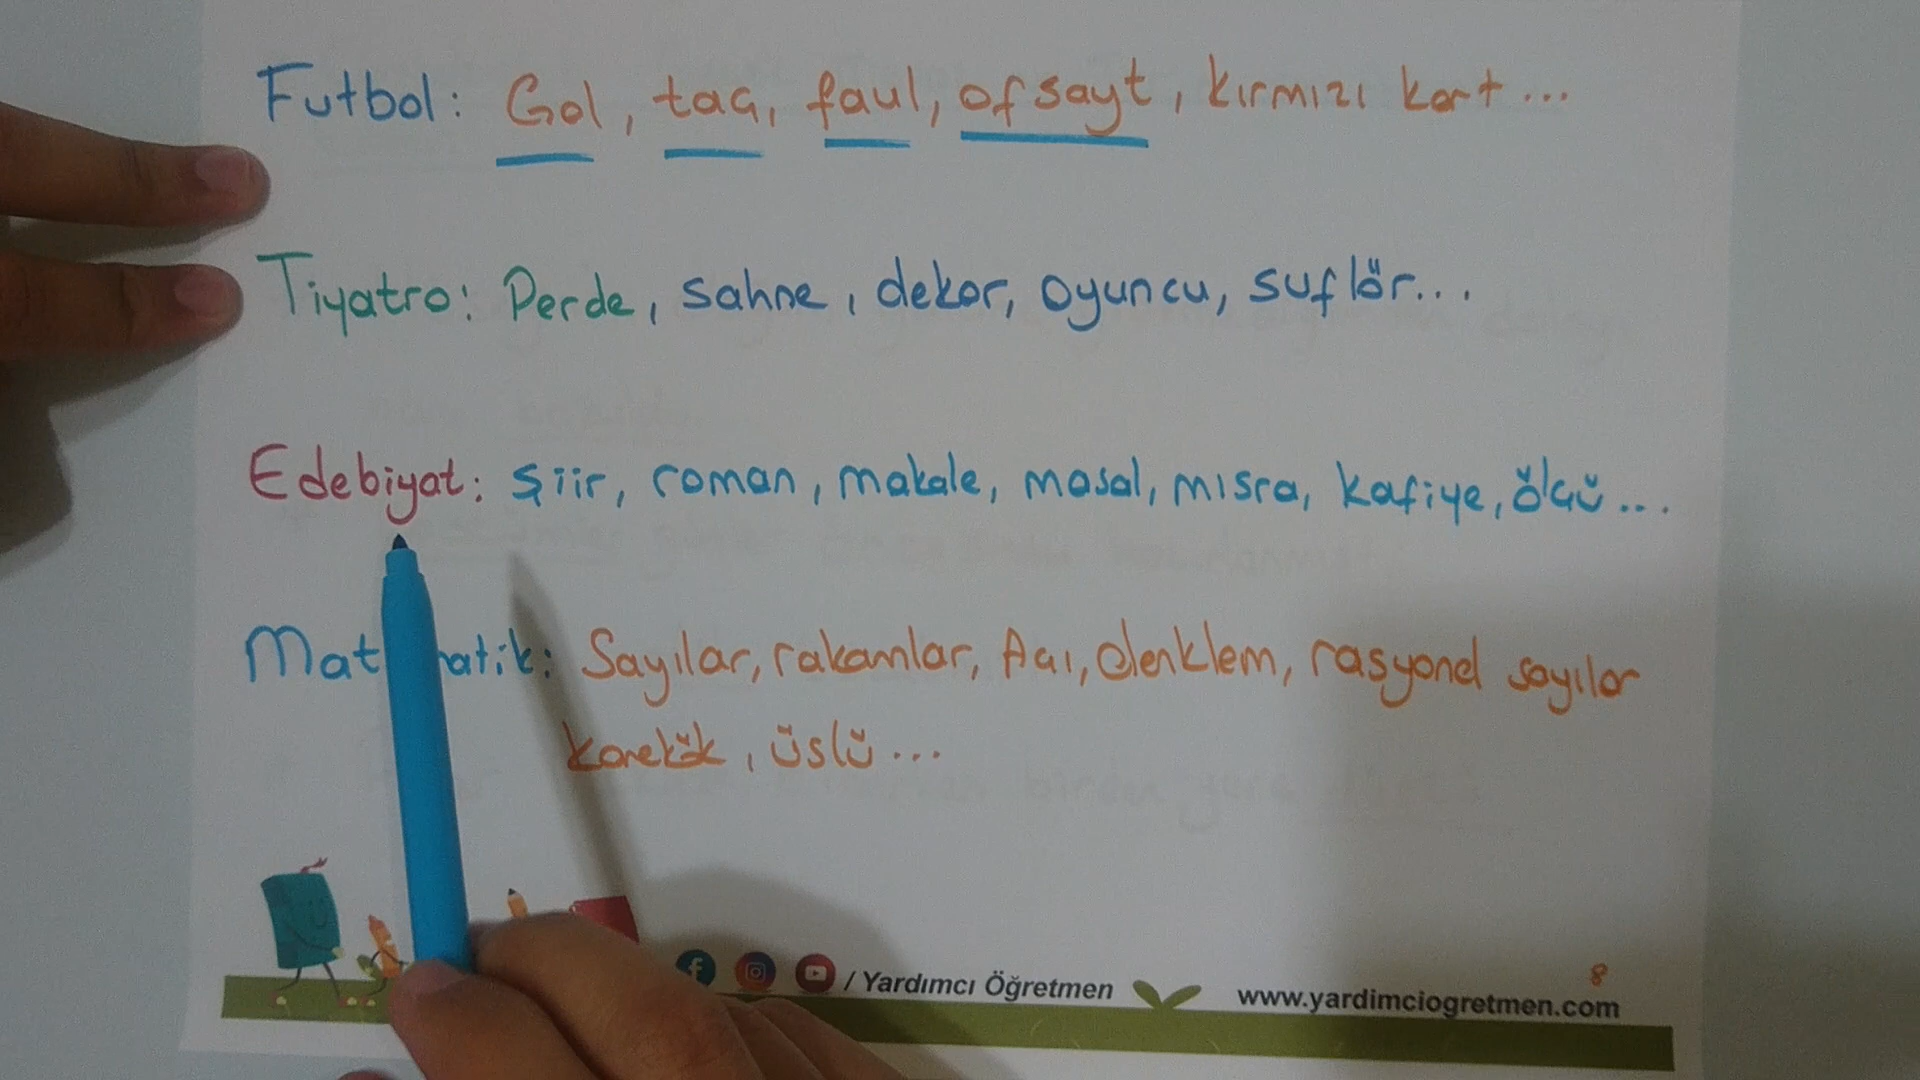 Futbol: Gol, taç, faul, ofsayt, kırmızı kart...
Tiyatro: Perde, sahne, dekor, oyuncu, suflör...
Edebiyat: şiir, roman, makale, masal, mısra, kafiye, ölçü...
Mat atik: Sayılar, rakamlar, Açı, denklem, rasyonel sayılar
karekök, üslü...
/ Yardımcı Öğretmen
8
www.yardimciogretmen.com